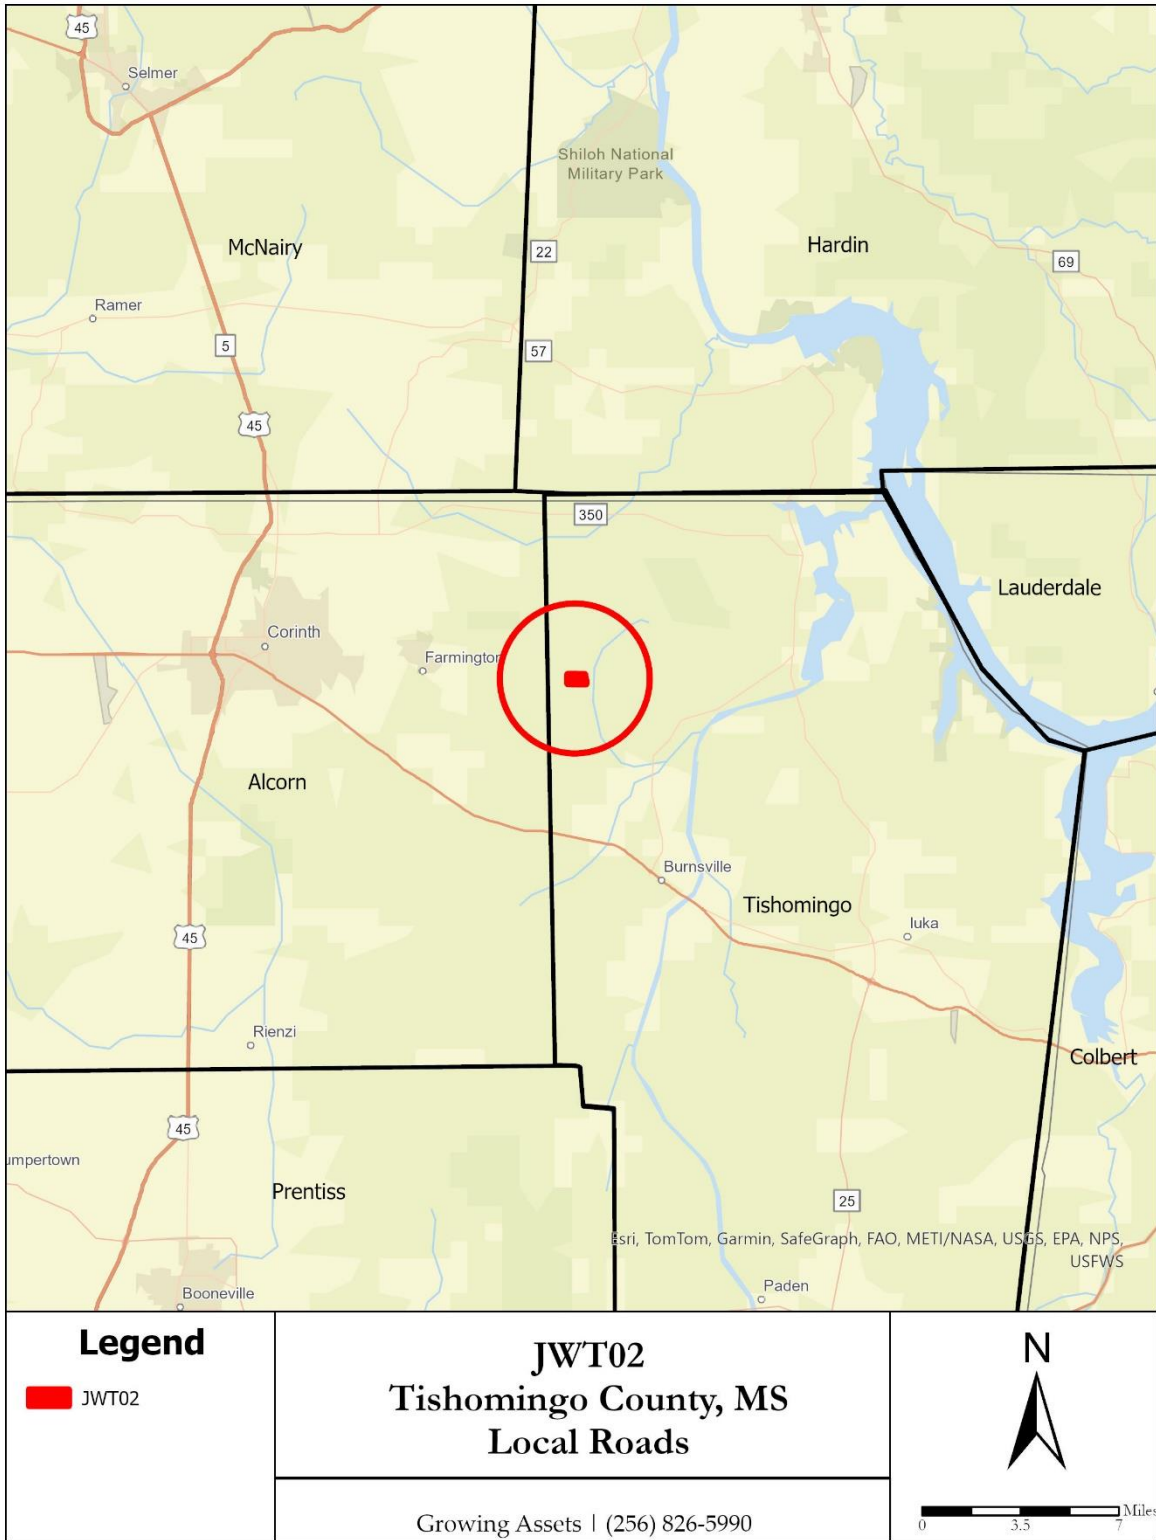 45
Selmer
Shiloh National
Military Park
McNairy
22
Hardin
69
Ramer
5
57
45
350
Lauderdale
Corinth
Farmington
Alcorn
Burnsville
Tishomingo
Iuka
45
Rienzi
Colbert
45
umpertown
Prentiss
25
Esri, TomTom, Garmin, SafeGraph, FAO, METI/NASA, USGS, EPA, NPS,
USFWS
Booneville
Paden
Legend
JWT02
JWT02
Tishomingo County, MS
Local Roads
Growing Assets | (256) 826-5990
N
Miles
0 3.5 7